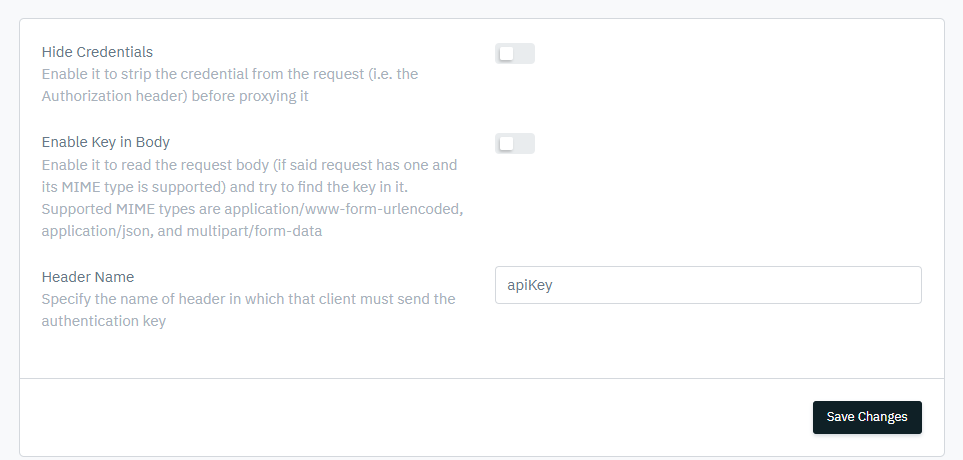 Hide Credentials
Enable it to strip the credential from the request (i.e. the
Authorization header) before proxying it
Enable Key in Body
Enable it to read the request body (if said request has one and
its MIME type is supported) and try to find the key in it.
Supported MIME types are application/www-form-urlencoded,
application/json, and multipart/form-data
Header Name
apiKey
Specify the name of header in which that client must send the
authentication key
Save Changes